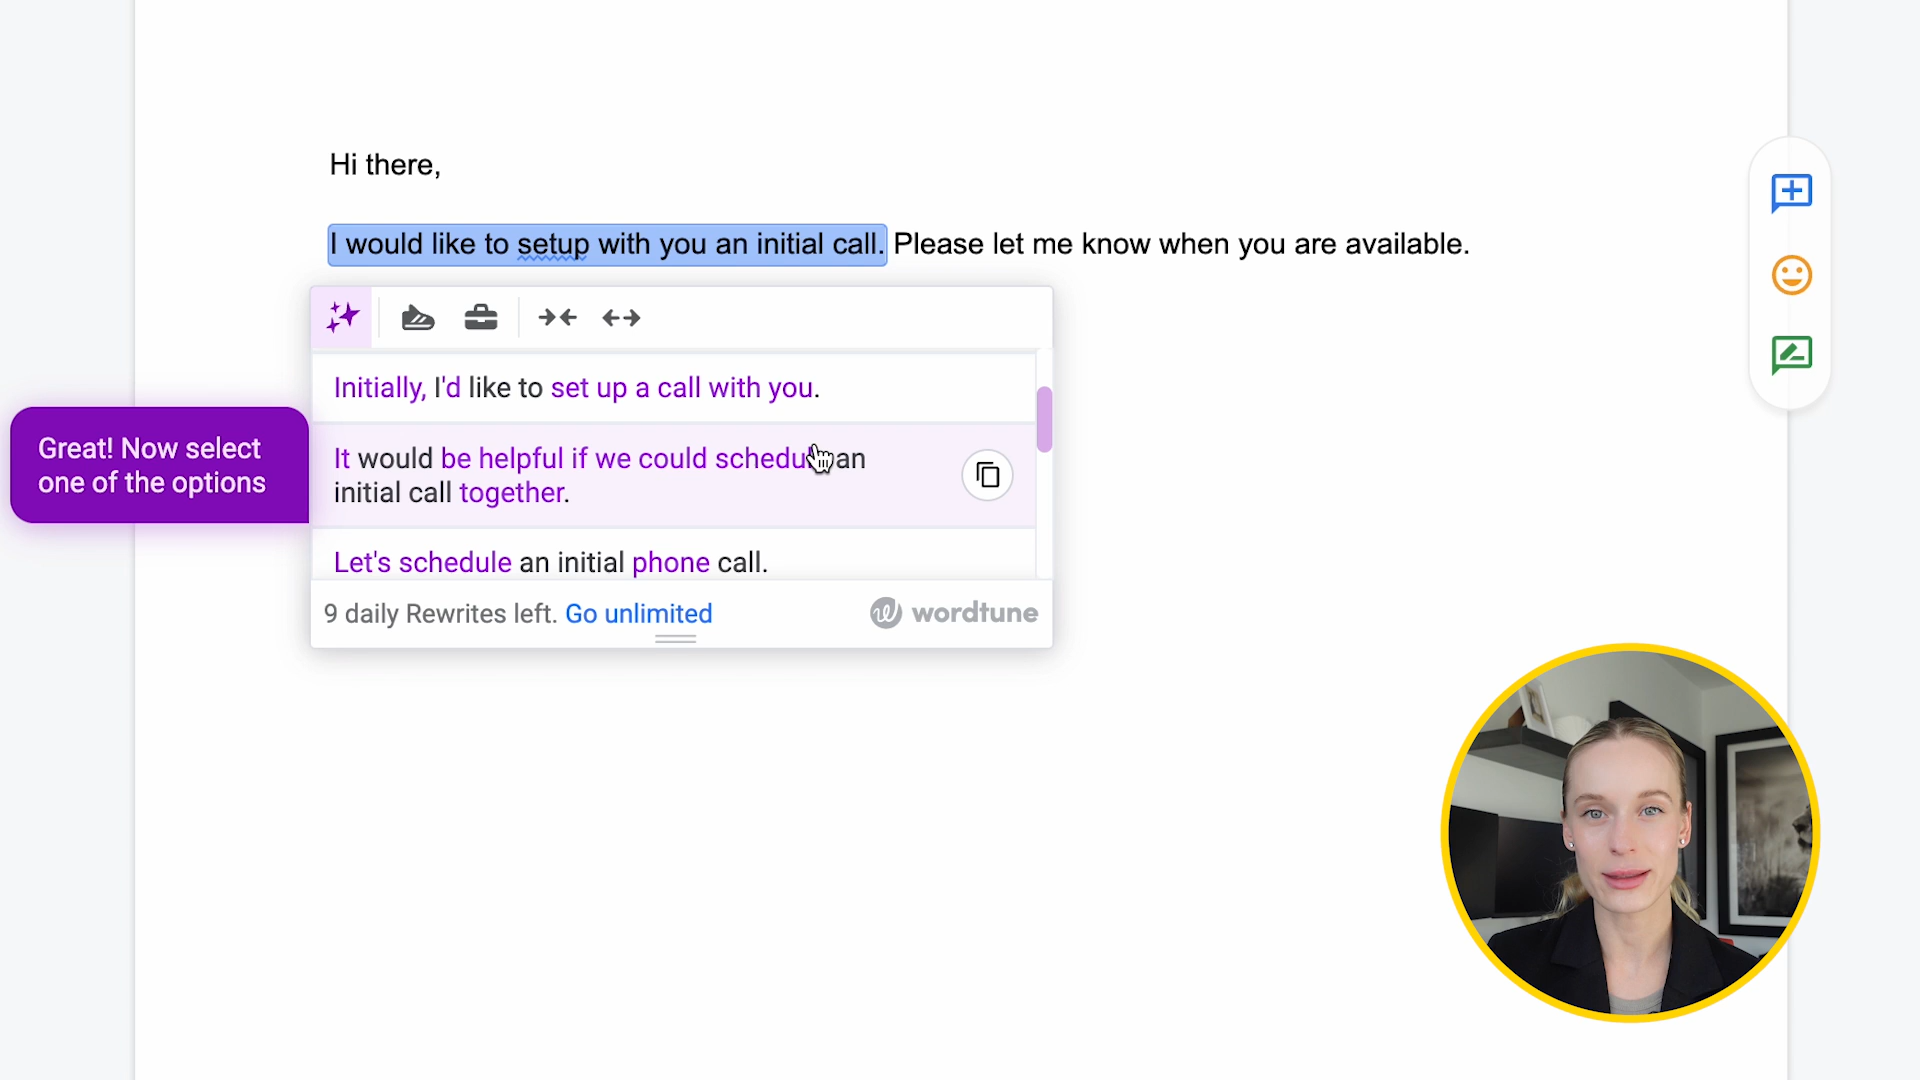 Hi there,
I would like to setup with you an initial call. Please let me know when you are available.
Initially, I'd like to set up a call with you.
Great! Now select
one of the options
It would be helpful if we could schedul an
initial call together.
Let's schedule an initial phone call.
9 daily Rewrites left. Go unlimited
wordtune